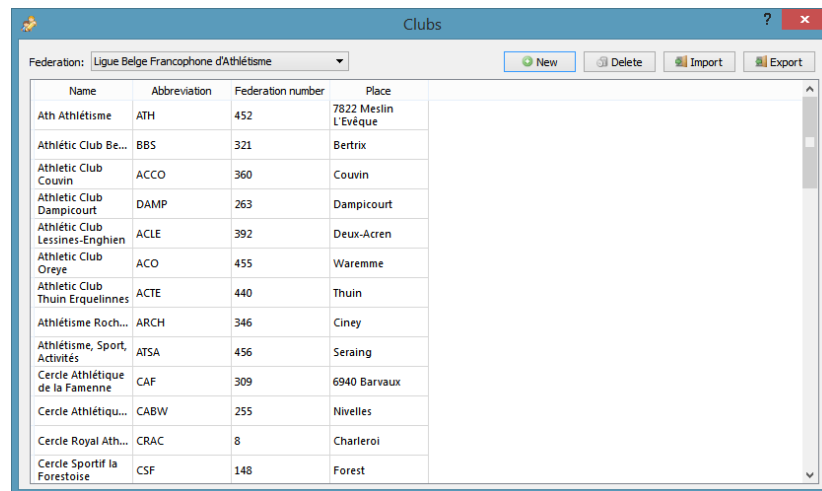 Clubs
?
Federation: Ligue Belge Francophone d'Athlétisme
New Delete Import Export
Name Abbreviation Federation number Place
Ath Athlétisme ATH 452 7822 Meslin
L'Evêque
Athlétic Club Be... BBS 321 Bertrix
Athletic Club
Couvin ACCO 360 Couvin
Athletic Club
Dampicourt DAMP 263 Dampicourt
Athlétic Club
Lessines-Enghien ACLE 392 Deux-Acren
Athletic Club
Oreye ACO 455 Waremme
Athletic Club
Thuin Erquelinnes ACTE 440 Thuin
Athlétisme Roch... ARCH 346 Ciney
Athlétisme, Sport,
Activités ATSA 456 Seraing
Cercle Athlétique
de la Famenne CAF 309 6940 Barvaux
Cercle Athlétiqu... CABW 255 Nivelles
Cercle Royal Ath... CRAC 8 Charleroi
Cercle Sportif la
Forestoise CSF 148 Forest